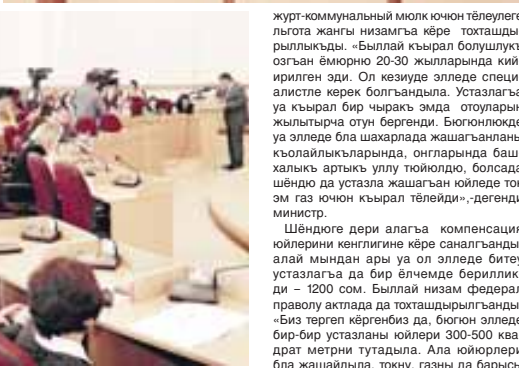 журт-коммунальный мюлк ючюн тёлеулеге
льгота жангы низамгъа кёре тохташды-
рыллыкъды. «Быллай къырал болушлукъ
озгъан ёмюрню 20-30 жылларында кий-
ирилген эди. Ол кезиуде элледе специ-
алистле керек болгъандыла. Устазлагъа
уа къырал бир чыракъ эмда отоуларын
жылытырча отун бергенди. Бюгюнлюкде
уа элледе бла шахарлада жашагъанланы
къолайлыкъларында, онгларында баш-
халыкъ артыкъ уллу тюйюлдю, болсада
шёндю да устазла жашагъан юйледе ток
эм газ ючюн къырал тёлейди»,-дегенди
министр.
Шёндюге дери алагъа компенсация
юйлерини кенглигине кёре саналгъанды,
алай мындан ары уа ол элледе битеу
устазлагъа да бир ёлчемде бериллик-
ди – 1200 сом. Быллай низам федерал
праволу актлада да тохташдырылгъанды.
«Биз тергеп кёргенбиз да, бюгюн элледе
бир-бир устазланы юйлери 300-500 ква-
драт метрни тутадыла. Ала юйюрлери
бла жашайдыла, токну, газны да барысы